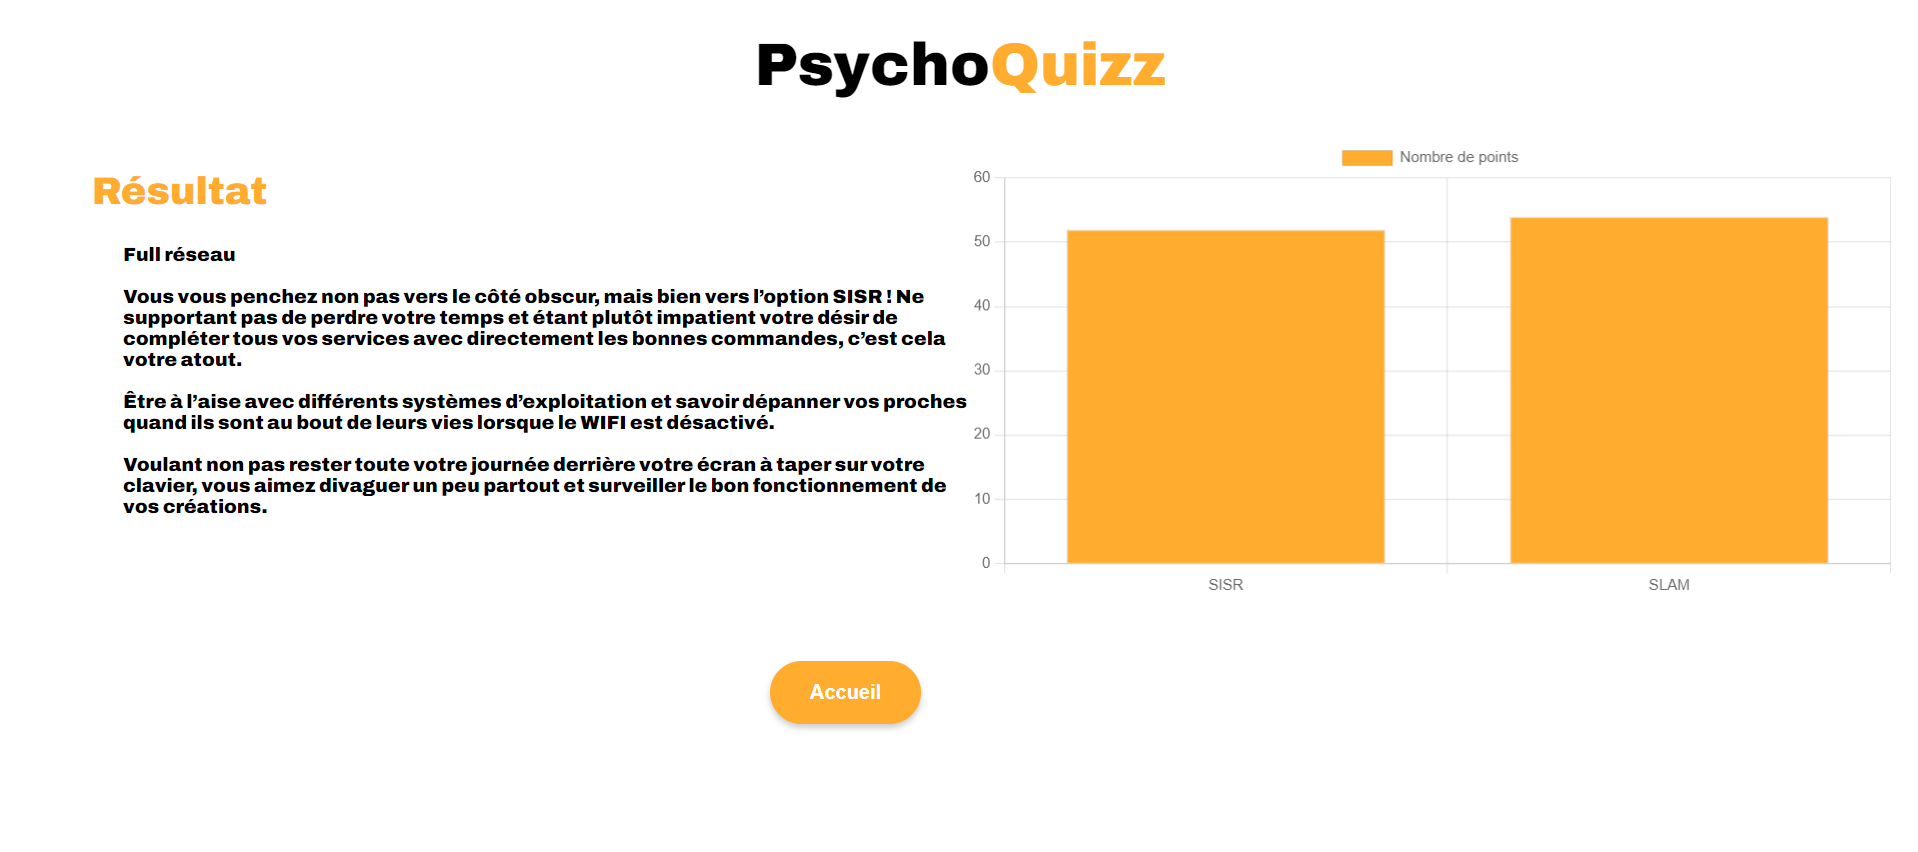 PsychoQuizz
Résultat
Full réseau
Vous vous penchez non pas vers le côté obscur, mais bien vers l’option SISR ! Ne
supportant pas de perdre votre temps et étant plutôt impatient votre désir de
compléter tous vos services avec directement les bonnes commandes, c’est cela
votre atout.
Être à l’aise avec différents systèmes d’exploitation et savoir dépanner vos proches
quand ils sont au bout de leurs vies lorsque le WIFI est désactivé.
Voulant non pas rester toute votre journée derrière votre écran à taper sur votre
clavier, vous aimez divaguer un peu partout et surveiller le bon fonctionnement de
vos créations.
Nombre de points
60
50
40
30
20
10
0
SISR
SLAM
Accueil